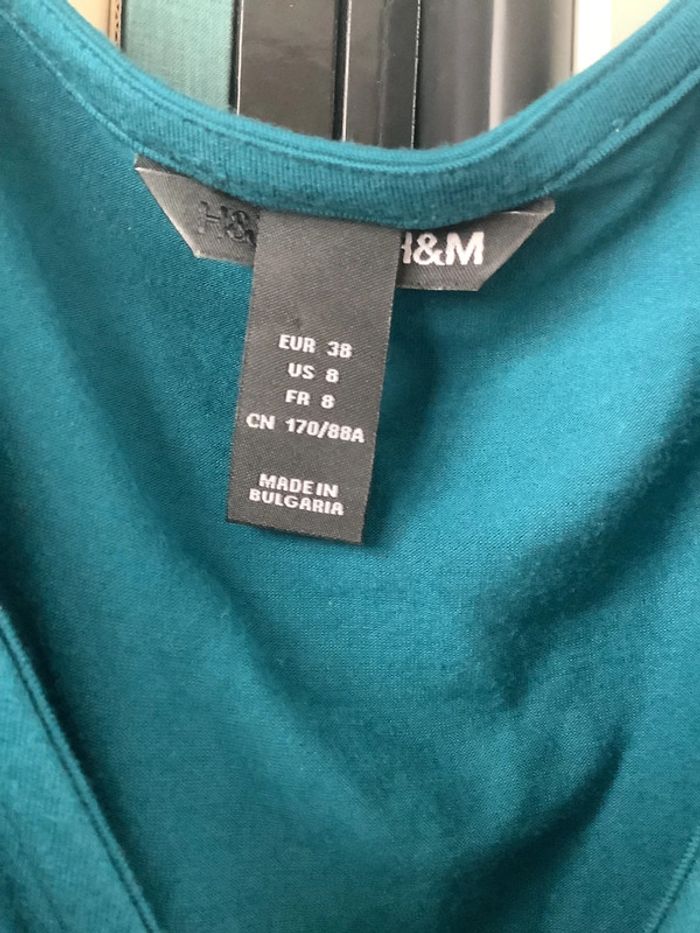 H&M
EUR 38
US 8
FR 8
CN 170/88A
MADE IN
BULGARIA